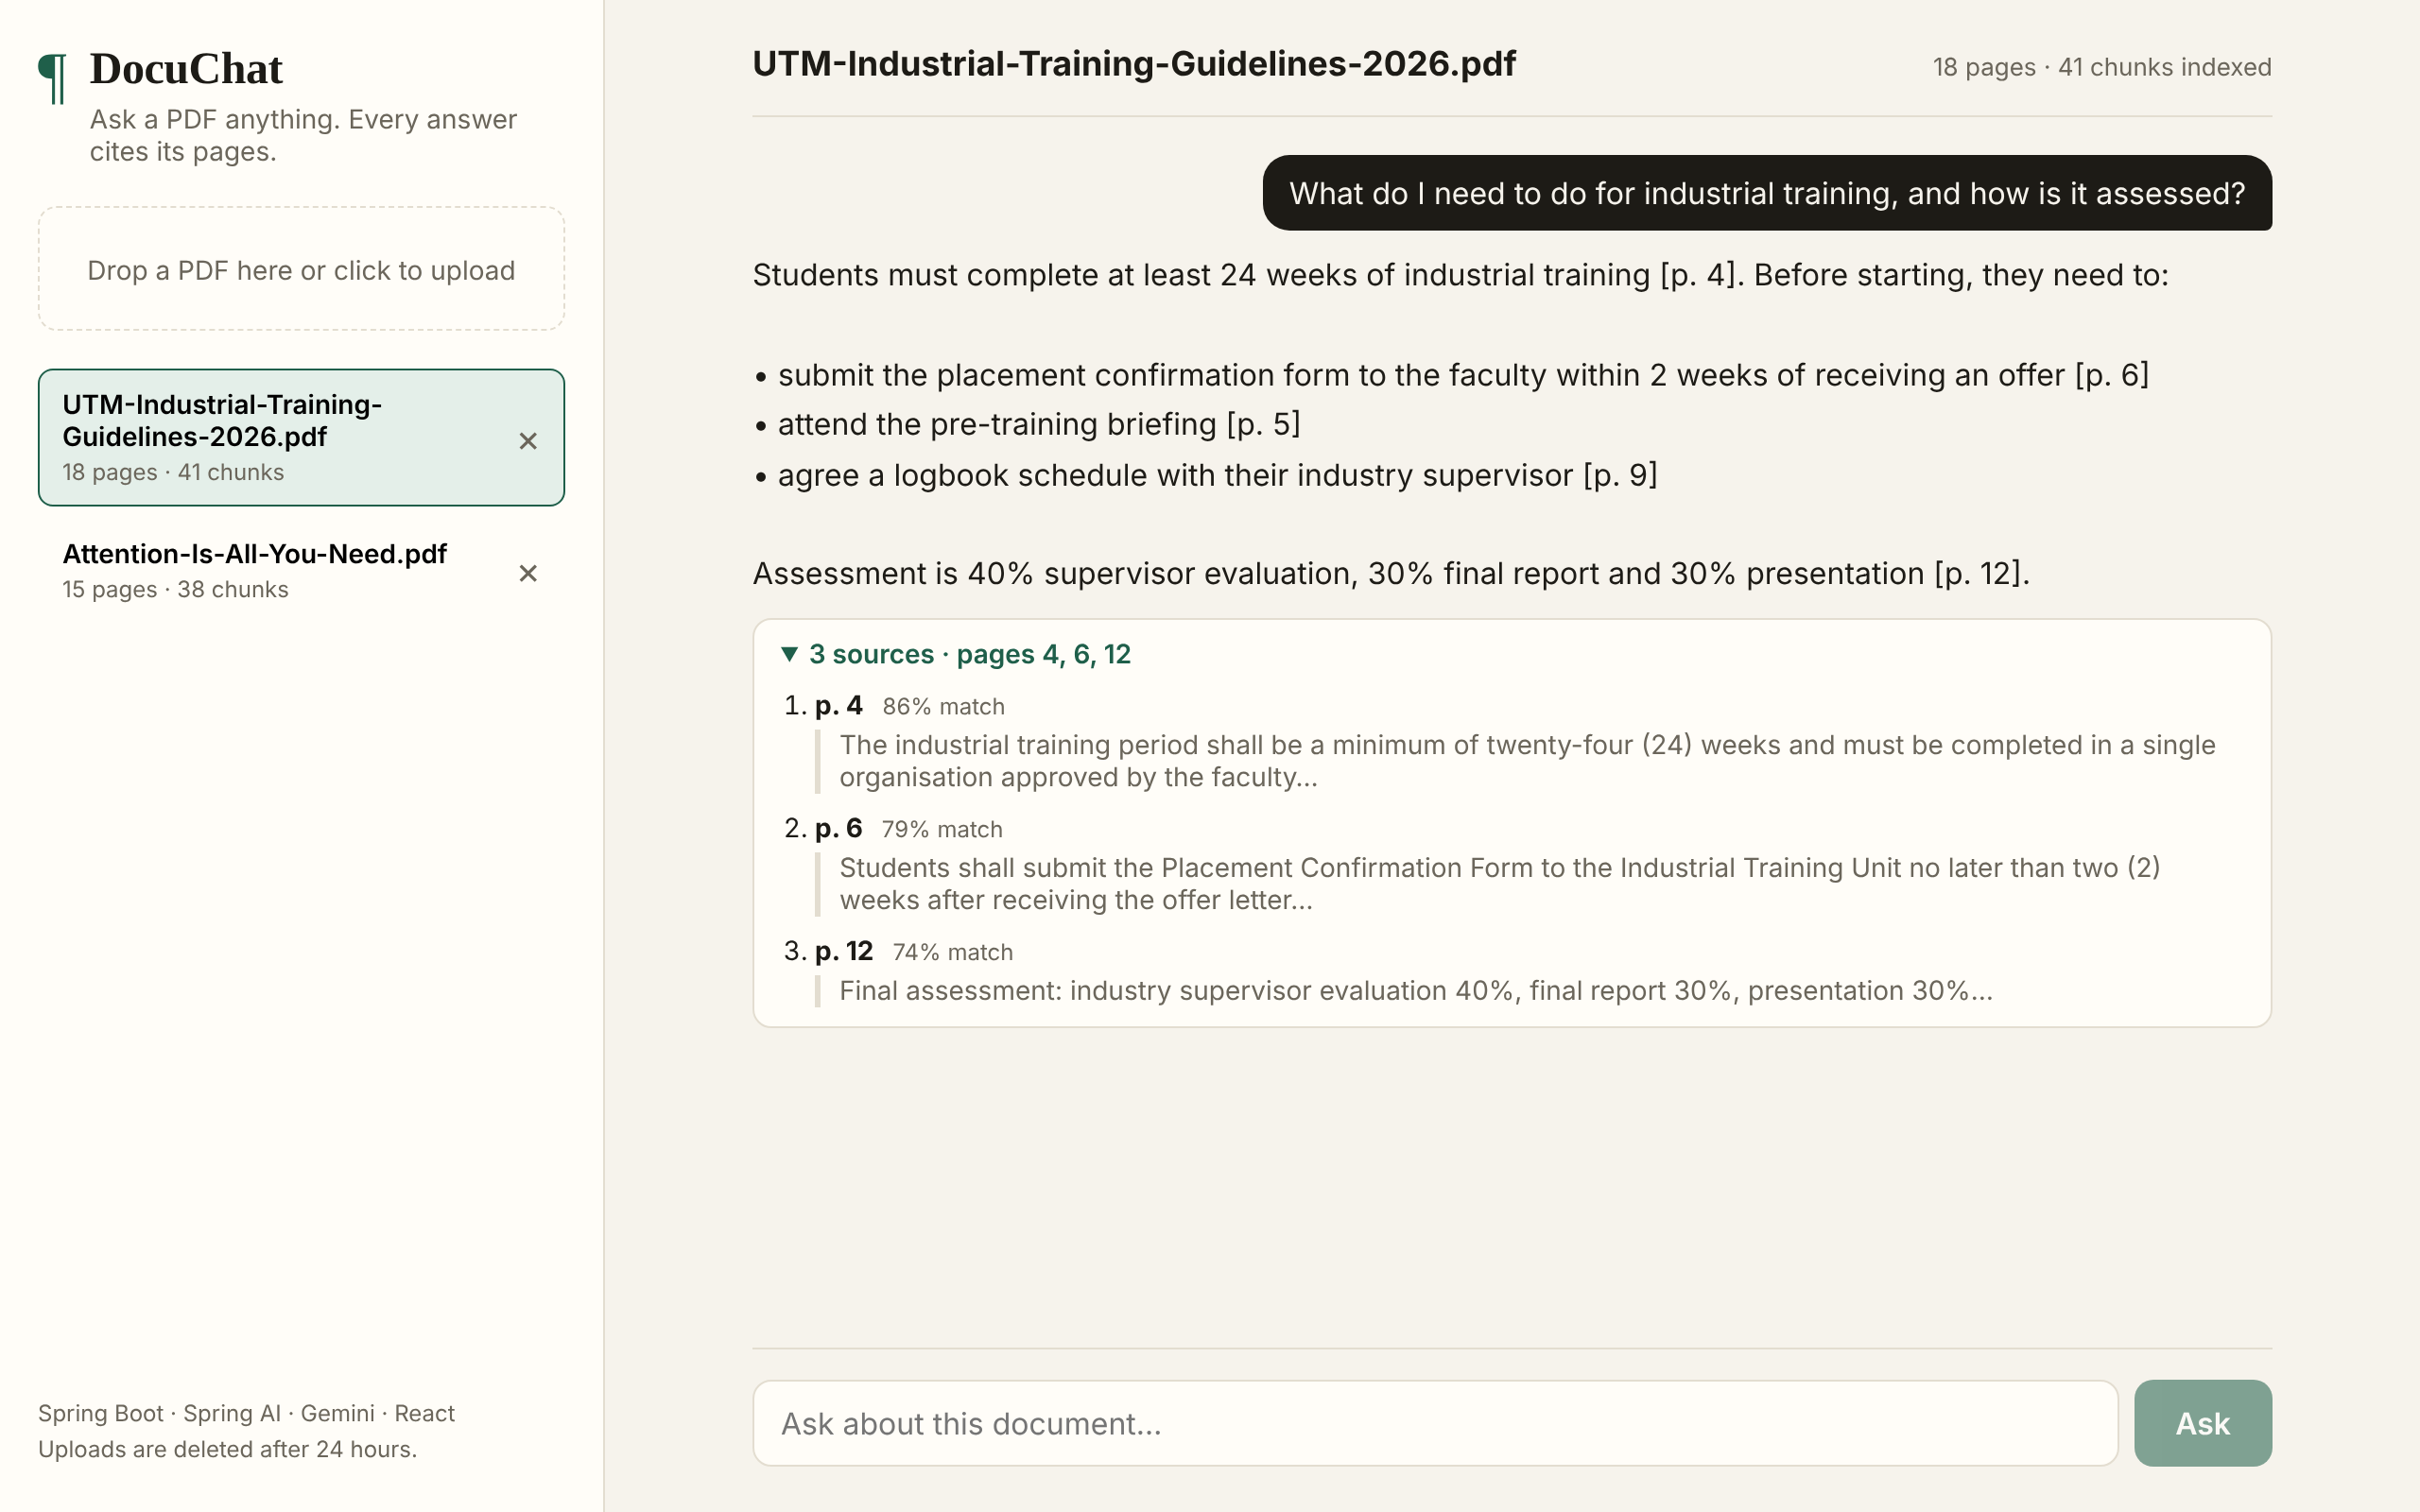 ¶ DocuChat
Ask a PDF anything. Every answer
cites its pages.
Drop a PDF here or click to upload
UTM-Industrial-Training-
Guidelines-2026.pdf
18 pages · 41 chunks
×
Attention-Is-All-You-Need.pdf
15 pages · 38 chunks
×
Spring Boot · Spring AI · Gemini · React
Uploads are deleted after 24 hours.
UTM-Industrial-Training-Guidelines-2026.pdf
18 pages · 41 chunks indexed
What do I need to do for industrial training, and how is it assessed?
Students must complete at least 24 weeks of industrial training [p. 4]. Before starting, they need to:
• submit the placement confirmation form to the faculty within 2 weeks of receiving an offer [p. 6]
• attend the pre-training briefing [p. 5]
• agree a logbook schedule with their industry supervisor [p. 9]
Assessment is 40% supervisor evaluation, 30% final report and 30% presentation [p. 12].
▼ 3 sources · pages 4, 6, 12
1. p. 4 86% match
The industrial training period shall be a minimum of twenty-four (24) weeks and must be completed in a single
organisation approved by the faculty…
2. p. 6 79% match
Students shall submit the Placement Confirmation Form to the Industrial Training Unit no later than two (2)
weeks after receiving the offer letter…
3. p. 12 74% match
Final assessment: industry supervisor evaluation 40%, final report 30%, presentation 30%…
Ask about this document…
Ask